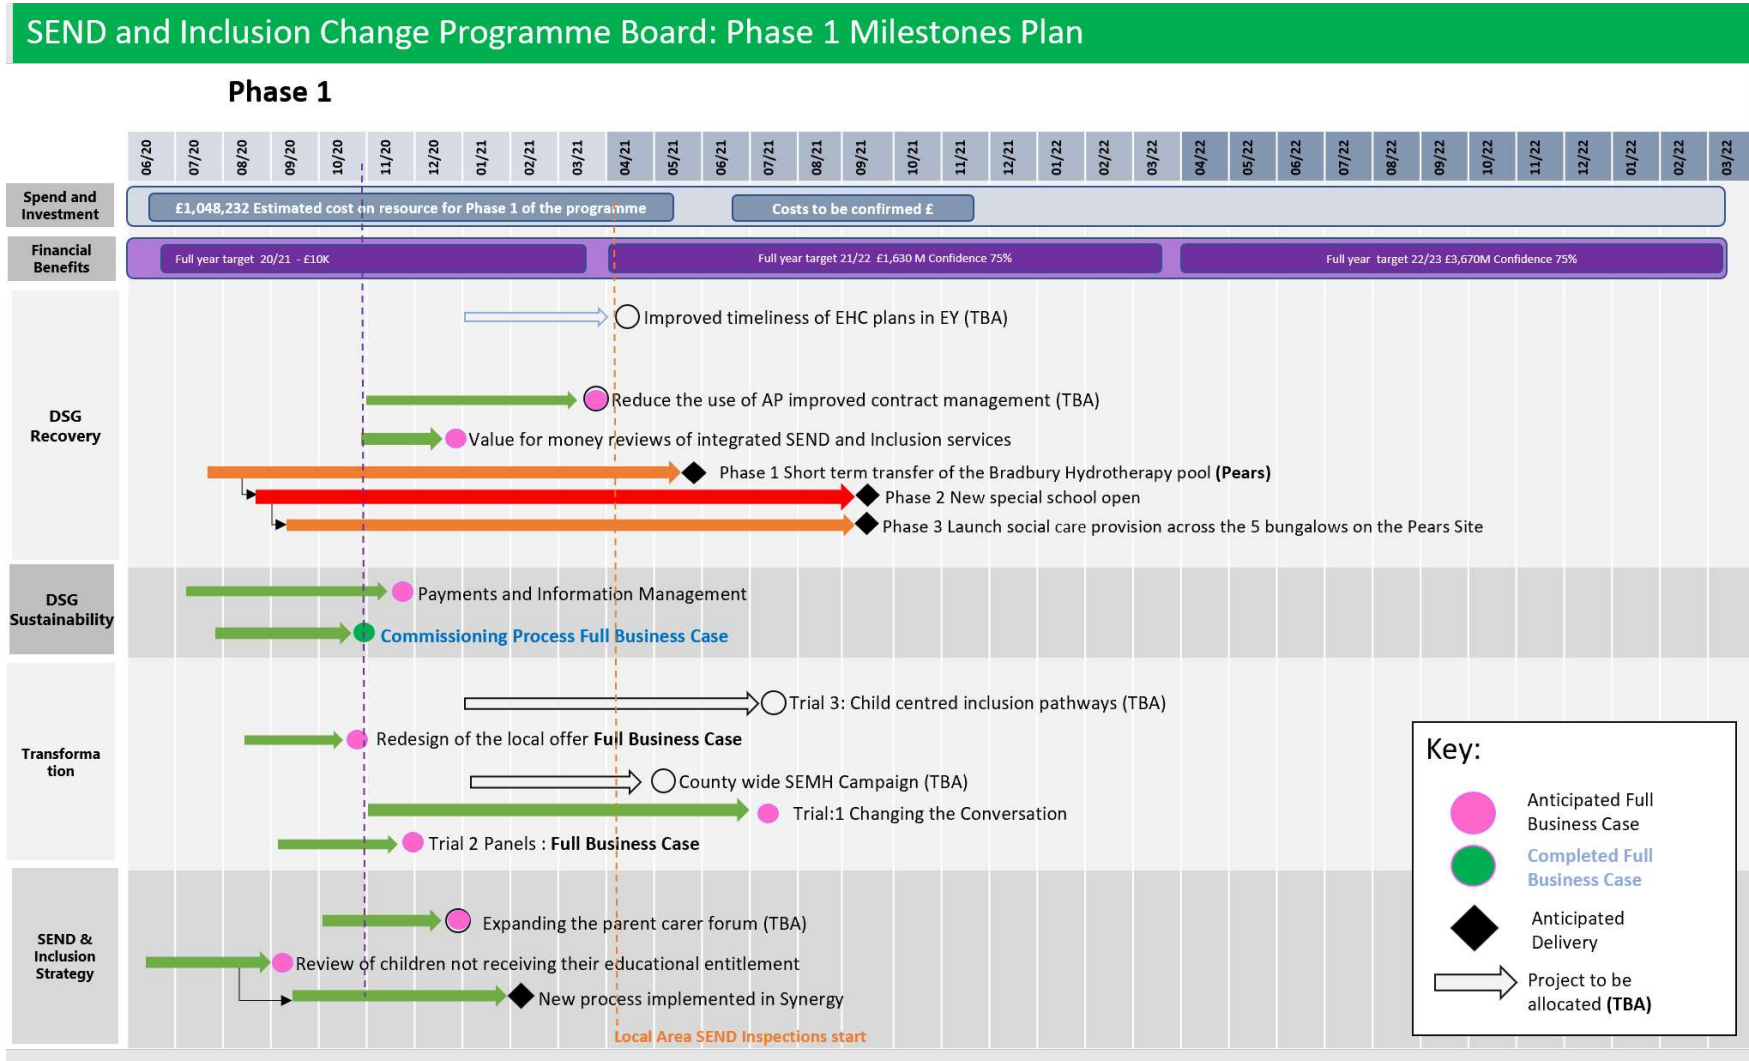 SEND and Inclusion Change Programme Board: Phase 1 Milestones Plan
Phase 1
06/20 07/20 08/20 09/20 10/20 11/20 12/20 01/21 02/21 03/21 04/21 05/21 06/21 07/21 08/21 09/21 10/21 11/21 12/21 01/22 02/22 03/22 04/22 05/22 06/22 07/22 08/22 09/22 10/22 11/22 12/22 01/22 02/22 03/22
Spend and
Investment
£1,048,232 Estimated cost on resource for Phase 1 of the programme
Costs to be confirmed £
Financial
Benefits
Full year target 20/21 - £10K
Full year target 21/22 £1,630 M Confidence 75%
Full year target 22/23 £3,670M Confidence 75%
DSG
Recovery
Improved timeliness of EHC plans in EY (TBA)
Reduce the use of AP improved contract management (TBA)
Value for money reviews of integrated SEND and Inclusion services
Phase 1 Short term transfer of the Bradbury Hydrotherapy pool (Pears)
Phase 2 New special school open
Phase 3 Launch social care provision across the 5 bungalows on the Pears Site
DSG
Sustainability
Payments and Information Management
Commissioning Process Full Business Case
Transforma
tion
Trial 3: Child centred inclusion pathways (TBA)
Redesign of the local offer Full Business Case
County wide SEMH Campaign (TBA)
Trial:1 Changing the Conversation
Trial 2 Panels : Full Business Case
SEND &
Inclusion
Strategy
Expanding the parent carer forum (TBA)
Review of children not receiving their educational entitlement
New process implemented in Synergy
Local Area SEND Inspections start
Key:
Anticipated Full
Business Case
Completed Full
Business Case
Anticipated
Delivery
Project to be
allocated (TBA)